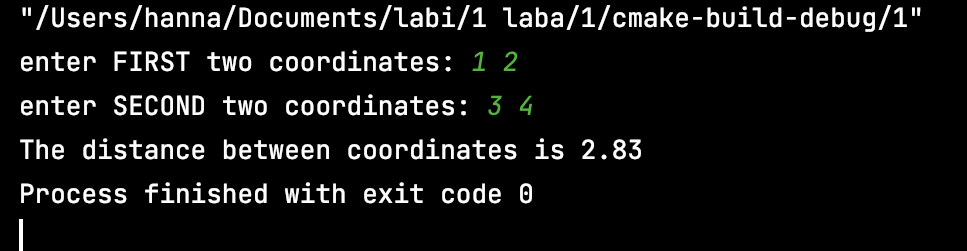 "/Users/hanna/Documents/labi/1 laba/1/cmake-build-debug/1"
enter FIRST two coordinates: 1 2
enter SECOND two coordinates: 3 4
The distance between coordinates is 2.83
Process finished with exit code 0